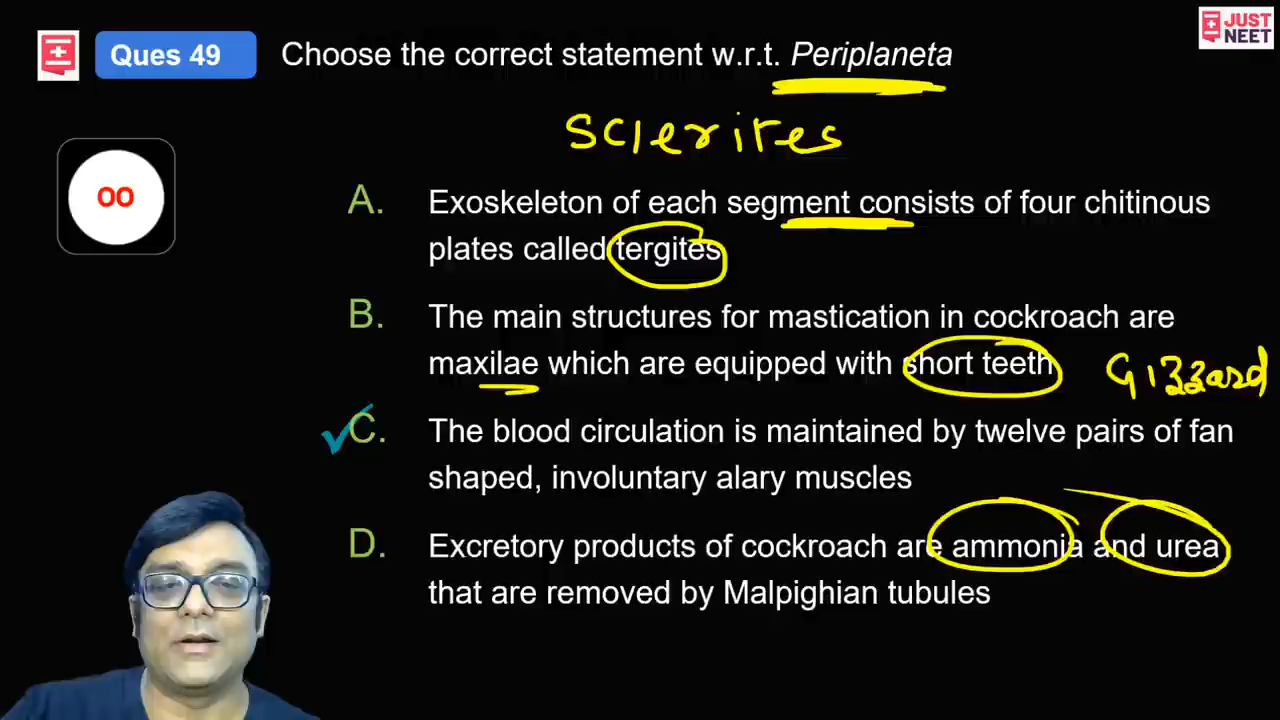 JUST
NEET
Ques 49 Choose the correct statement w.r.t. Periplaneta
Sclerites
00
A. Exoskeleton of each segment consists of four chitinous
plates called tergites
B. The main structures for mastication in cockroach are
maxilae which are equipped with short teeth
Gizzard
C. The blood circulation is maintained by twelve pairs of fan
shaped, involuntary alary muscles
D. Excretory products of cockroach are ammonia and urea
that are removed by Malpighian tubules